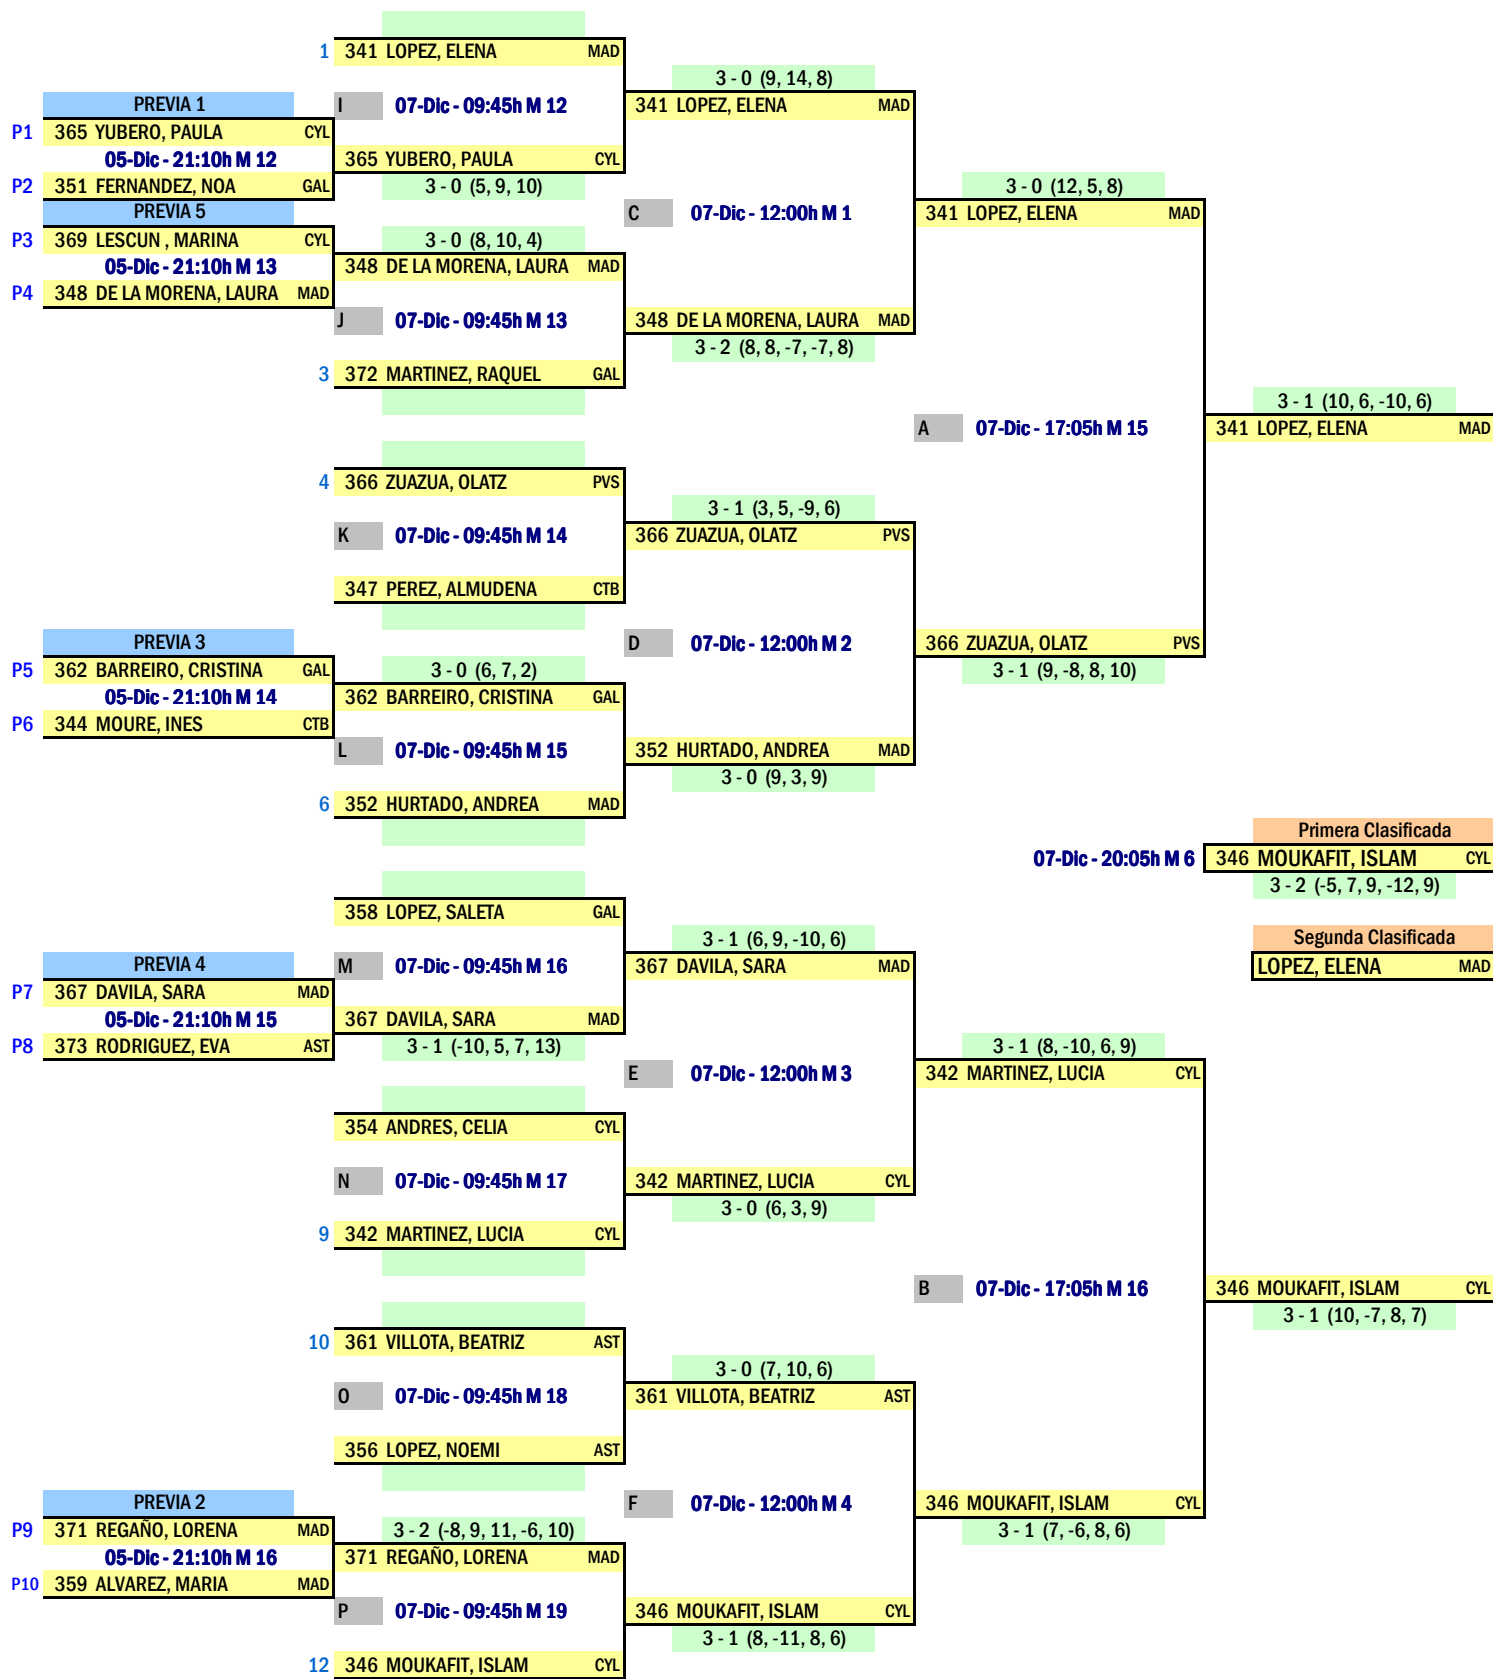 1 341 LOPEZ, ELENA MAD
3 - 0 (9, 14, 8)
PREVIA 1
I 07-Dic - 09:45h M 12
341 LOPEZ, ELENA MAD
P1 365 YUBERO, PAULA CYL
05-Dic - 21:10h M 12
365 YUBERO, PAULA CYL
P2 351 FERNANDEZ, NOA GAL
3 - 0 (5, 9, 10)
3 - 0 (12, 5, 8)
PREVIA 5
C 07-Dic - 12:00h M 1
341 LOPEZ, ELENA MAD
P3 369 LESCUN , MARINA CYL
3 - 0 (8, 10, 4)
05-Dic - 21:10h M 13
348 DE LA MORENA, LAURA MAD
P4 348 DE LA MORENA, LAURA MAD
J 07-Dic - 09:45h M 13
348 DE LA MORENA, LAURA MAD
3 - 2 (8, 8, -7, -7, 8)
3 372 MARTINEZ, RAQUEL GAL
3 - 1 (10, 6, -10, 6)
A 07-Dic - 17:05h M 15
341 LOPEZ, ELENA MAD
4 366 ZUAZUA, OLATZ PVS
3 - 1 (3, 5, -9, 6)
K 07-Dic - 09:45h M 14
366 ZUAZUA, OLATZ PVS
347 PEREZ, ALMUDENA CTB
PREVIA 3
D 07-Dic - 12:00h M 2
366 ZUAZUA, OLATZ PVS
P5 362 BARREIRO, CRISTINA GAL
3 - 0 (6, 7, 2)
3 - 1 (9, -8, 8, 10)
05-Dic - 21:10h M 14
362 BARREIRO, CRISTINA GAL
P6 344 MOURE, INES CTB
L 07-Dic - 09:45h M 15
352 HURTADO, ANDREA MAD
3 - 0 (9, 3, 9)
6 352 HURTADO, ANDREA MAD
Primera Clasificada
07-Dic - 20:05h M 6
346 MOUKAFIT, ISLAM CYL
3 - 2 (-5, 7, 9, -12, 9)
358 LOPEZ, SALETA GAL
3 - 1 (6, 9, -10, 6)
Segunda Clasificada
PREVIA 4
M 07-Dic - 09:45h M 16
367 DAVILA, SARA MAD
LOPEZ, ELENA MAD
P7 367 DAVILA, SARA MAD
05-Dic - 21:10h M 15
367 DAVILA, SARA MAD
P8 373 RODRIGUEZ, EVA AST
3 - 1 (-10, 5, 7, 13)
3 - 1 (8, -10, 6, 9)
E 07-Dic - 12:00h M 3
342 MARTINEZ, LUCIA CYL
354 ANDRES, CELIA CYL
N 07-Dic - 09:45h M 17
342 MARTINEZ, LUCIA CYL
3 - 0 (6, 3, 9)
9 342 MARTINEZ, LUCIA CYL
B 07-Dic - 17:05h M 16
346 MOUKAFIT, ISLAM CYL
3 - 1 (10, -7, 8, 7)
10 361 VILLOTA, BEATRIZ AST
3 - 0 (7, 10, 6)
O 07-Dic - 09:45h M 18
361 VILLOTA, BEATRIZ AST
356 LOPEZ, NOEMI AST
PREVIA 2
F 07-Dic - 12:00h M 4
346 MOUKAFIT, ISLAM CYL
P9 371 REGAÑO, LORENA MAD
3 - 2 (-8, 9, 11, -6, 10)
3 - 1 (7, -6, 8, 6)
05-Dic - 21:10h M 16
371 REGAÑO, LORENA MAD
P10 359 ALVAREZ, MARIA MAD
P 07-Dic - 09:45h M 19
346 MOUKAFIT, ISLAM CYL
3 - 1 (8, -11, 8, 6)
12 346 MOUKAFIT, ISLAM CYL